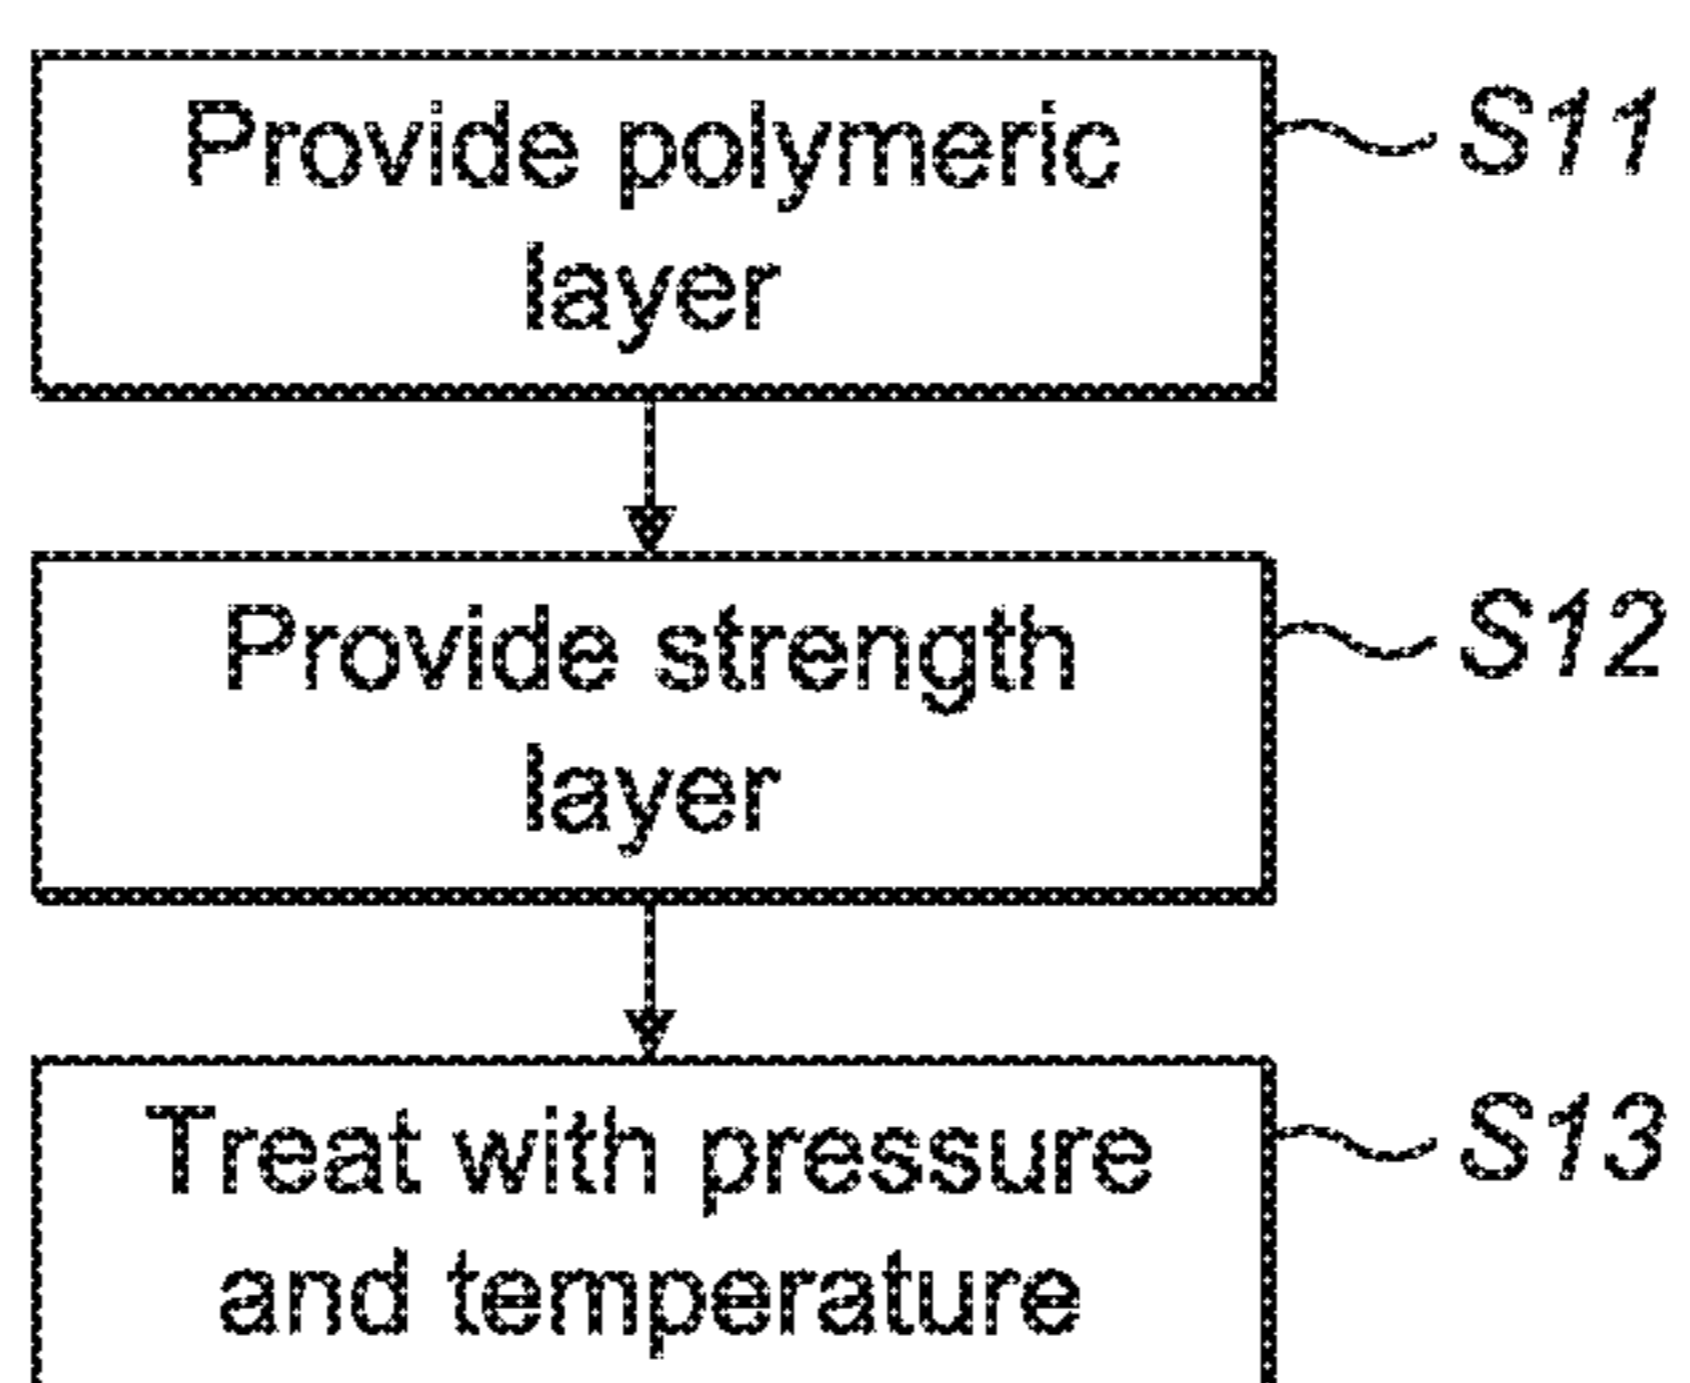 Provide polymeric S11
layer
Provide strength S12
layer
Treat with pressure S13
and temperature